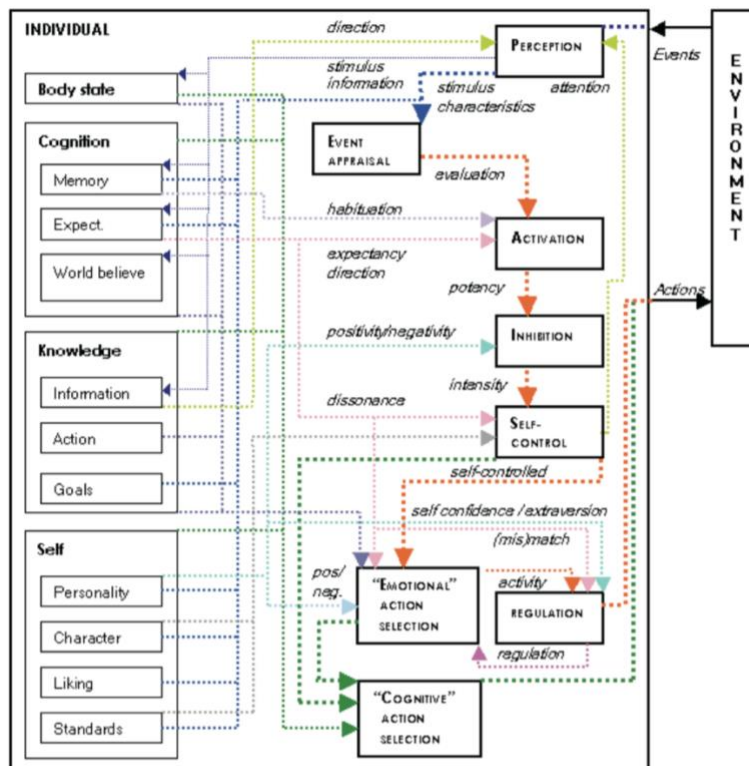 INDIVIDUAL
direction
PERCEPTION
Events
ENVIRONMENT
stimulus
information
stimulus
characteristics
attention
Body state
Cognition
EVENT
APPRAISAL
evaluation
Memory
habituation
Expect.
ACTIVATION
expectancy
direction
World believe
potency
Actions
positivity/negativity
INHIBITION
Knowledge
intensity
Information
dissonance
SELF-
CONTROL
Action
self-controlled
Goals
self confidence / extraversion
(mis)match
Self
pos/
neg.
"EMOTIONAL"
ACTION
SELECTION
activity
REGULATION
Personality
Character
regulation
Liking
"COGNITIVE"
ACTION
SELECTION
Standards